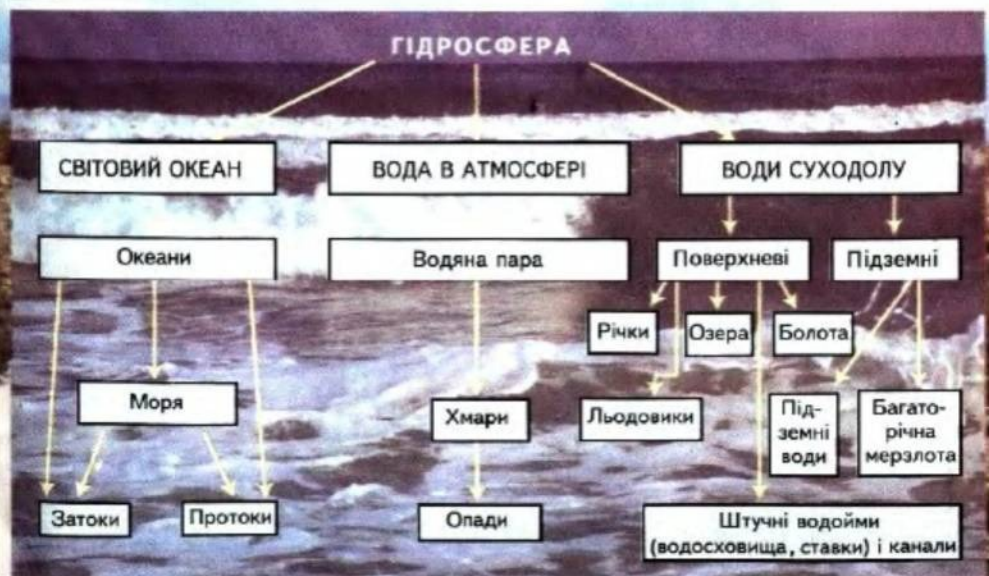 ГІДРОСФЕРА
СВІТОВИЙ ОКЕАН
ВОДА В АТМОСФЕРІ
ВОДИ СУХОДОЛУ
Океани
Водяна пара
Поверхневі
Підземні
Річки
Озера
Болота
Моря
Хмари
Льодовики
Під-
земні
води
Багато-
річна
мерзлота
Затоки
Протоки
Опади
Штучні водойми
(водосховища, ставки) і канали